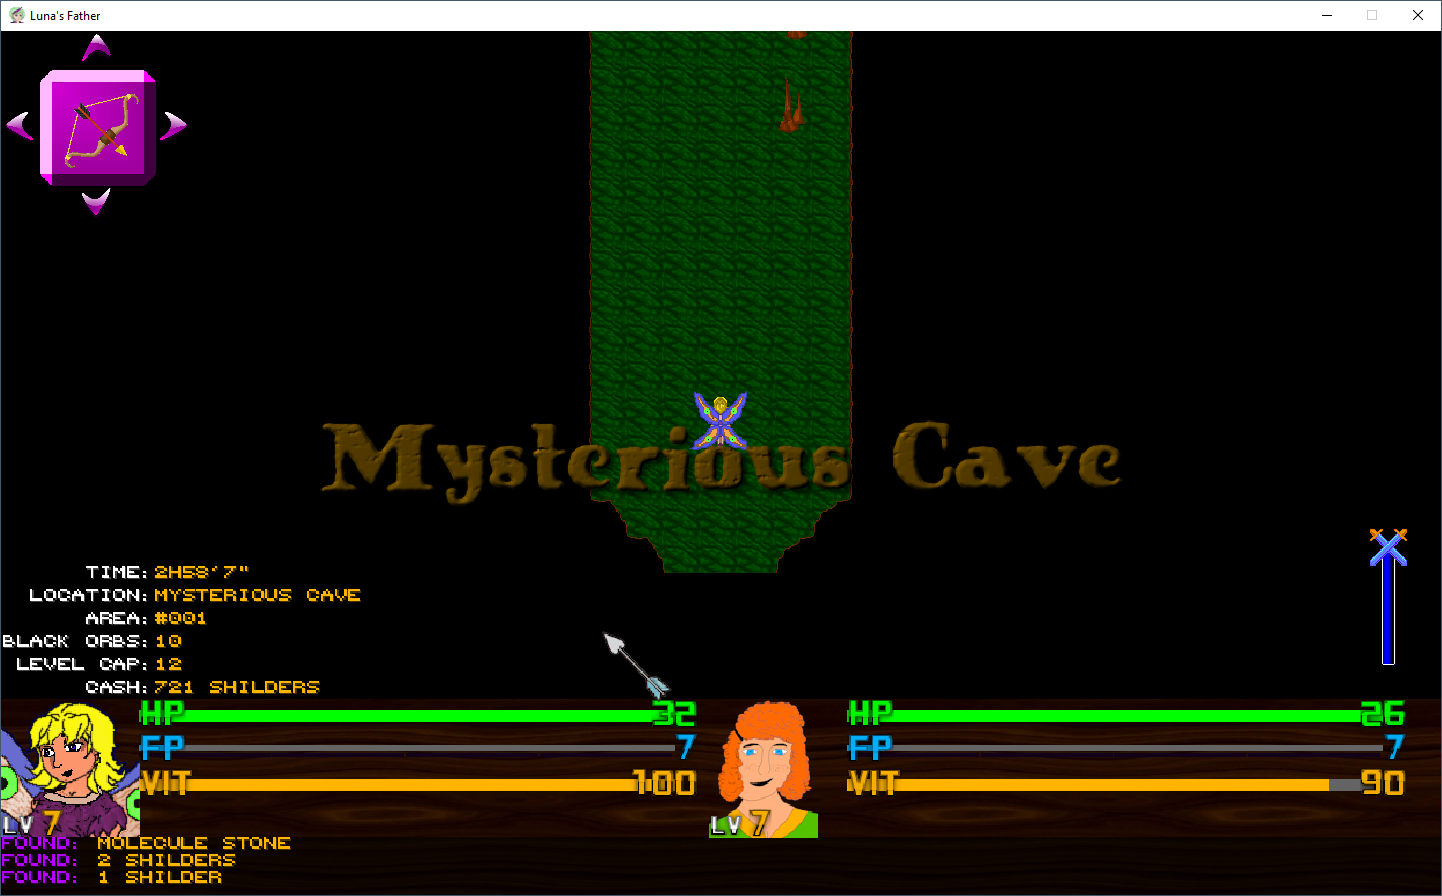 Luna's Father
Mysterious Cave
TIME: 2H58'7"
LOCATION: MYSTERIOUS CAVE
AREA: #001
BLACK ORBS: 10
LEVEL CAP: 12
CASH: 721 SHILDERS
HP 32
FP 7
VIT 100
LV 7
HP 26
FP 7
VIT 90
LV 7
FOUND: MOLECULE STONE
FOUND: 2 SHILDERS
FOUND: 1 SHILDER